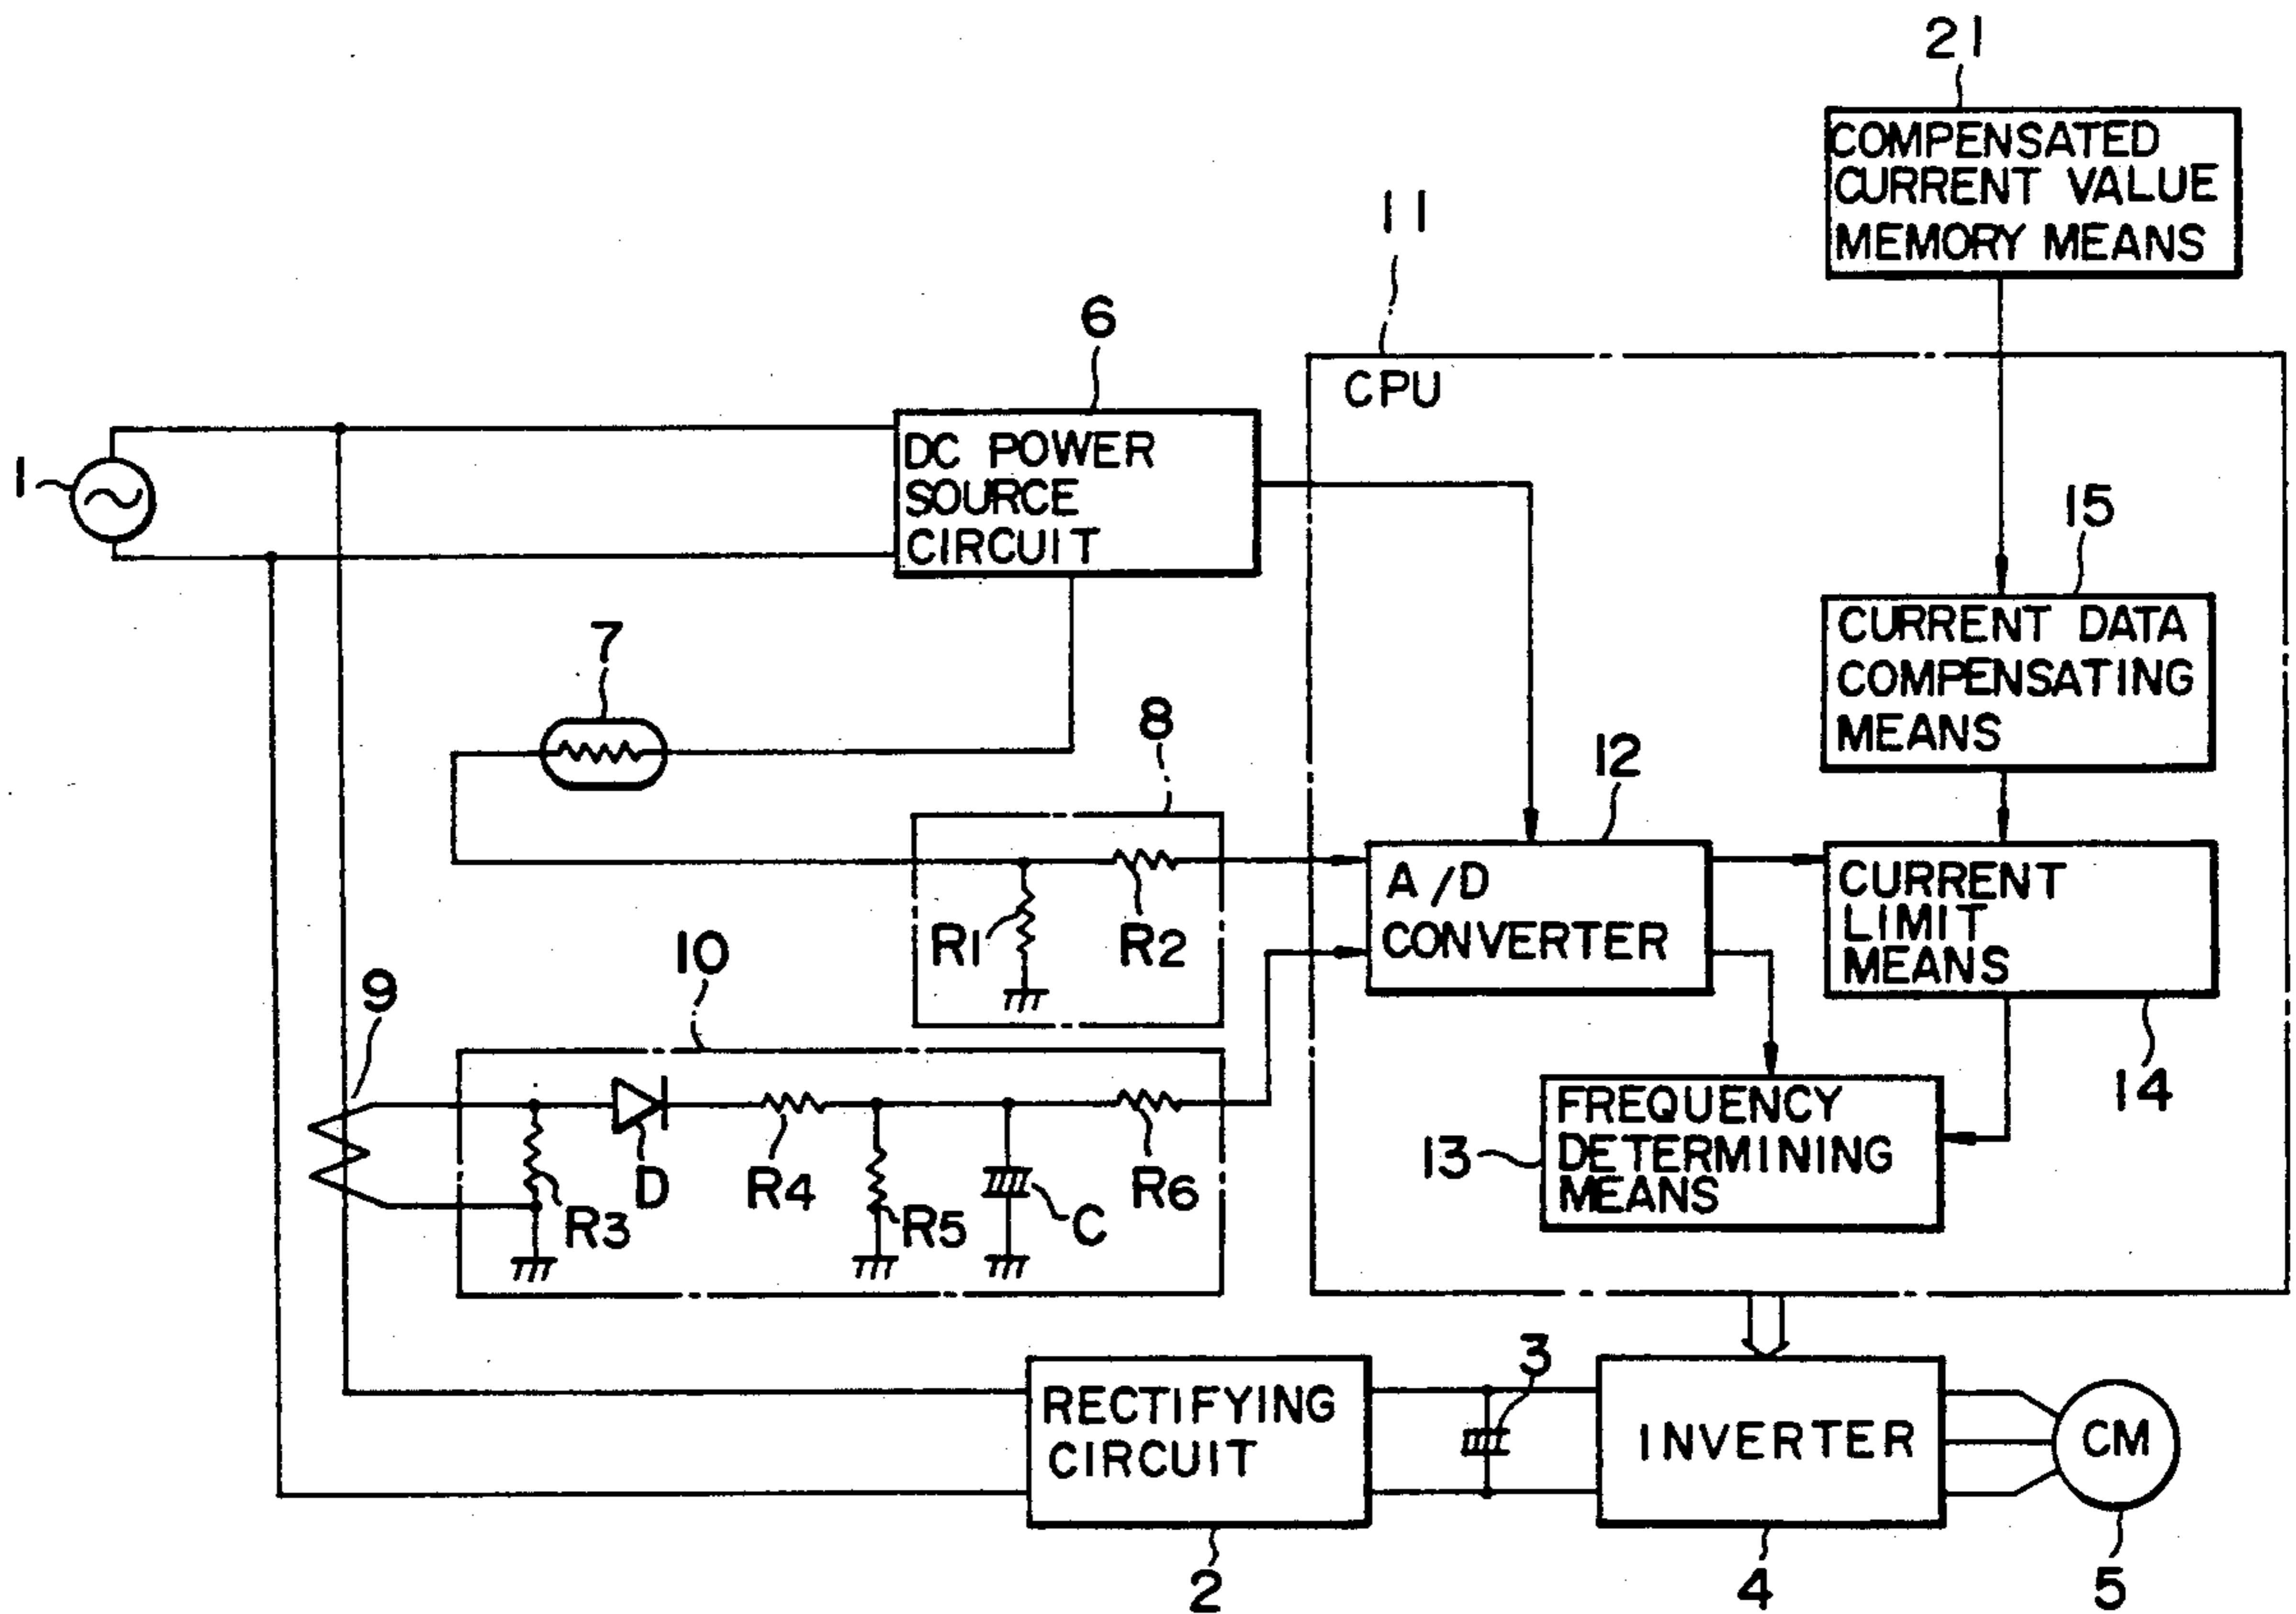 21
COMPENSATED
CURRENT VALUE
MEMORY MEANS
11
CPU
6
DC POWER
SOURCE
CIRCUIT
1
15
CURRENT DATA
COMPENSATING
MEANS
7
8
12
A/D
CONVERTER
CURRENT
LIMIT
MEANS
14
R1
R2
10
9
FREQUENCY
DETERMINING
MEANS
13
R3
D
R4
R5
C
R6
3
RECTIFYING
CIRCUIT
INVERTER
CM
2
4
5